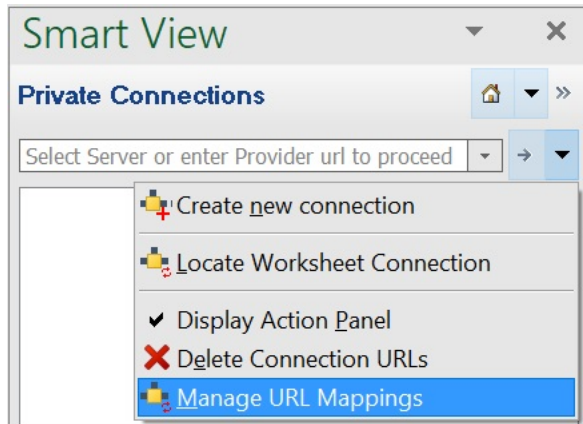 Smart View
Private Connections
Select Server or enter Provider url to proceed
Create new connection
Locate Worksheet Connection
Display Action Panel
Delete Connection URLs
Manage URL Mappings